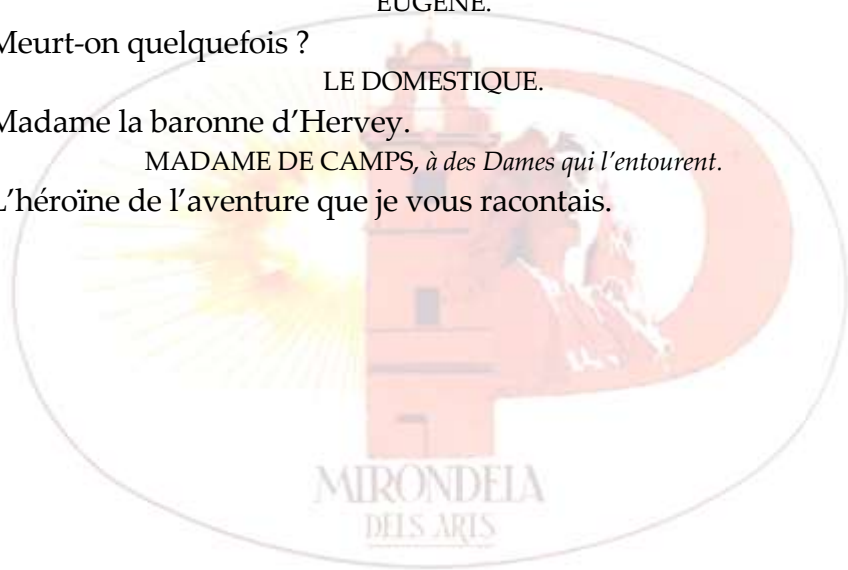 EUGÈNE.
Meurt-on quelquefois ?
LE DOMESTIQUE.
Madame la baronne d’Hervey.
MADAME DE CAMPS, à des Dames qui l’entourent.
L’héroïne de l’aventure que je vous racontais.
MIRONDELA
DELS ARTS